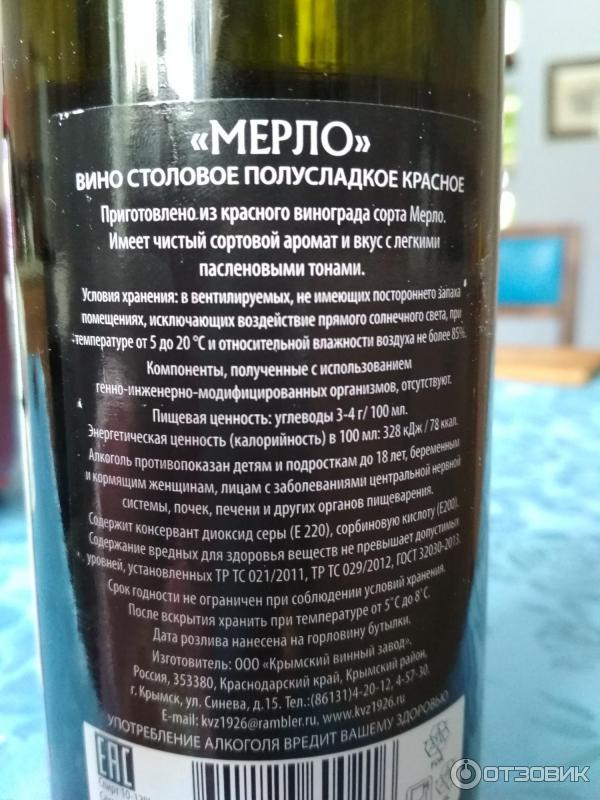 «МЕРЛО»
ВИНО СТОЛОВОЕ ПОЛУСЛАДКОЕ КРАСНОЕ
Приготовлено из красного винограда сорта Мерло.
Имеет чистый сортовой аромат и вкус с легкими
пасленовыми тонами.
Условия хранения: в вентилируемых, не имеющих постороннего запаха
помещениях, исключающих воздействие прямого солнечного света, при
температуре от 5 до 20 °С и относительной влажности воздуха не более 85%.
Компоненты, полученные с использованием
генно-инженерно-модифицированных организмов, отсутствуют.
Пищевая ценность: углеводы 3-4 г/ 100 мл.
Энергетическая ценность (калорийность) в 100 мл: 328 кДж / 78 ккал.
Алкоголь противопоказан детям и подросткам до 18 лет, беременным
и кормящим женщинам, лицам с заболеваниями центральной нервной
системы, почек, печени и других органов пищеварения.
Содержит консервант диоксид серы (Е 220), сорбиновую кислоту (Е200).
Содержание вредных для здоровья веществ не превышает допустимых
уровней, установленных ТР ТС 021/2011, ТР ТС 029/2012, ГОСТ 32030-2013.
Срок годности не ограничен при соблюдении условий хранения.
После вскрытия хранить при температуре от 5˚С до 8˚С.
Дата розлива нанесена на горловину бутылки.
Изготовитель: ООО «Крымский винный завод».
Россия, 353380, Краснодарский край, Крымский район,
г. Крымск, ул. Синева, д.15. Тел.:(86131)4-20-12, 4-57-30.
E-mail: kvz1926@rambler.ru, www.kvz1926.ru
УПОТРЕБЛЕНИЕ АЛКОГОЛЯ ВРЕДИТ ВАШЕМУ ЗДОРОВЬЮ
ЕАС
Спирт
ОТЗОВИК